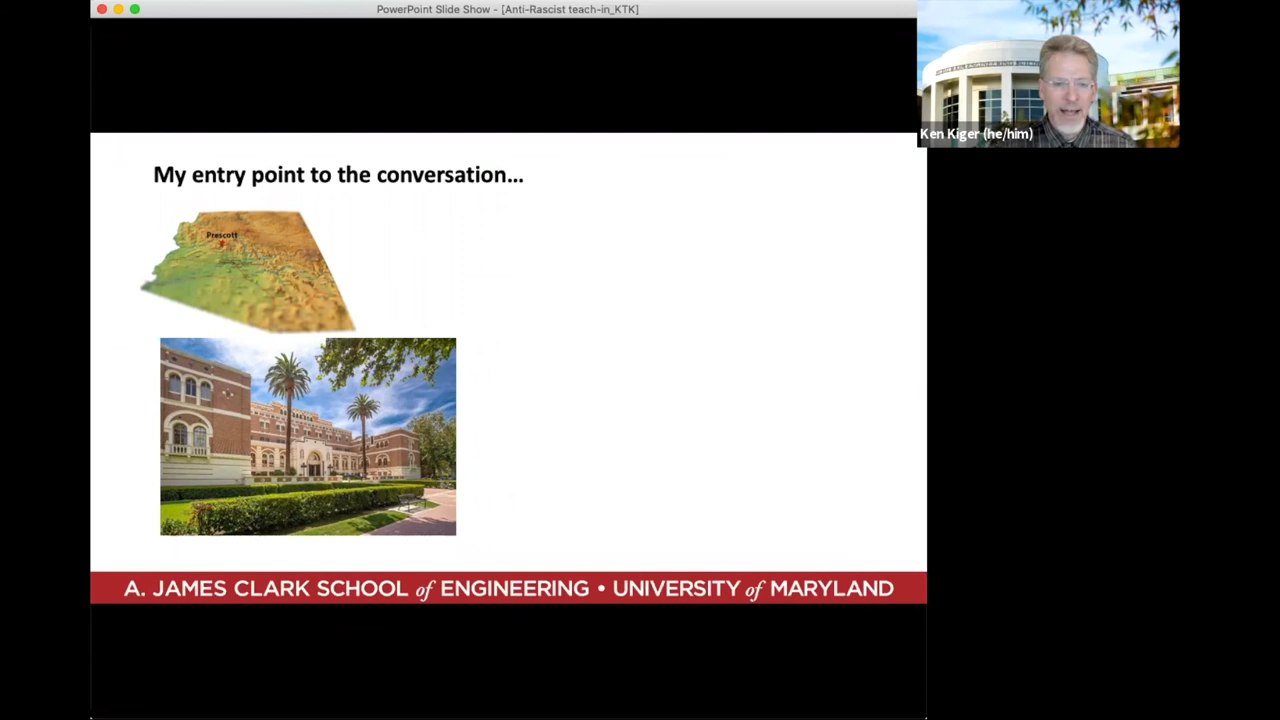 PowerPoint Slide Show - [Anti-Rascist teach-in_KTK]
Ken Kiger (he/him)
My entry point to the conversation...
Prescott
A. JAMES CLARK SCHOOL of ENGINEERING • UNIVERSITY of MARYLAND